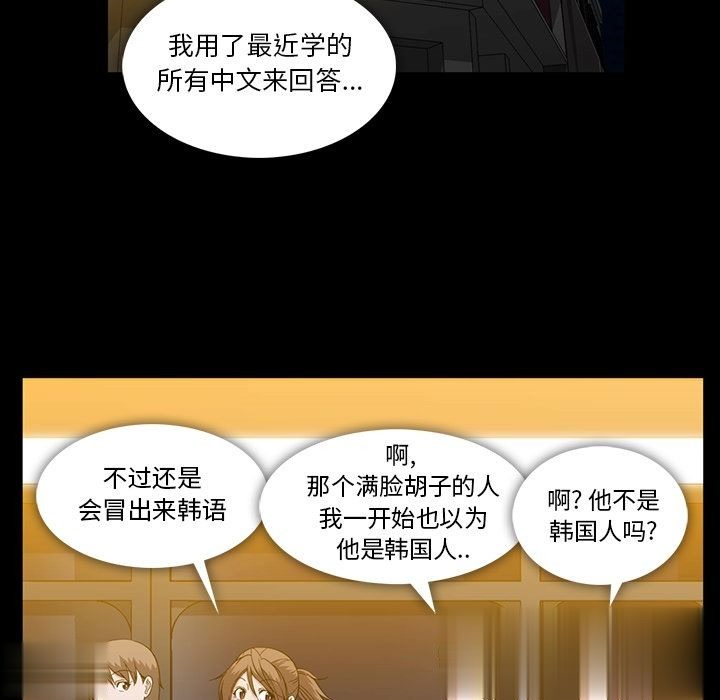 我用了最近学的
所有中文来回答...
不过还是
会冒出来韩语
啊,
那个满脸胡子的人
我一开始也以为
他是韩国人..
啊? 他不是
韩国人吗?